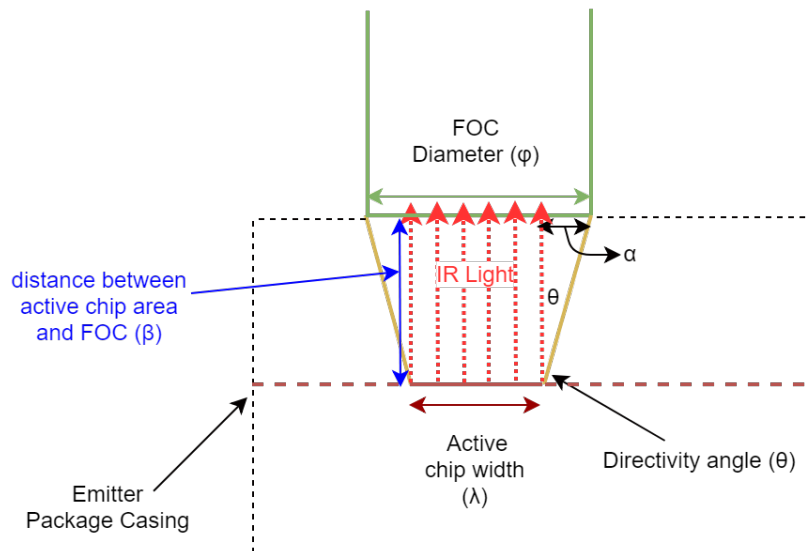 FOC
Diameter (φ)
α
IR Light
distance between
active chip area
and FOC (β)
θ
Active
chip width
(λ)
Directivity angle (θ)
Emitter
Package Casing